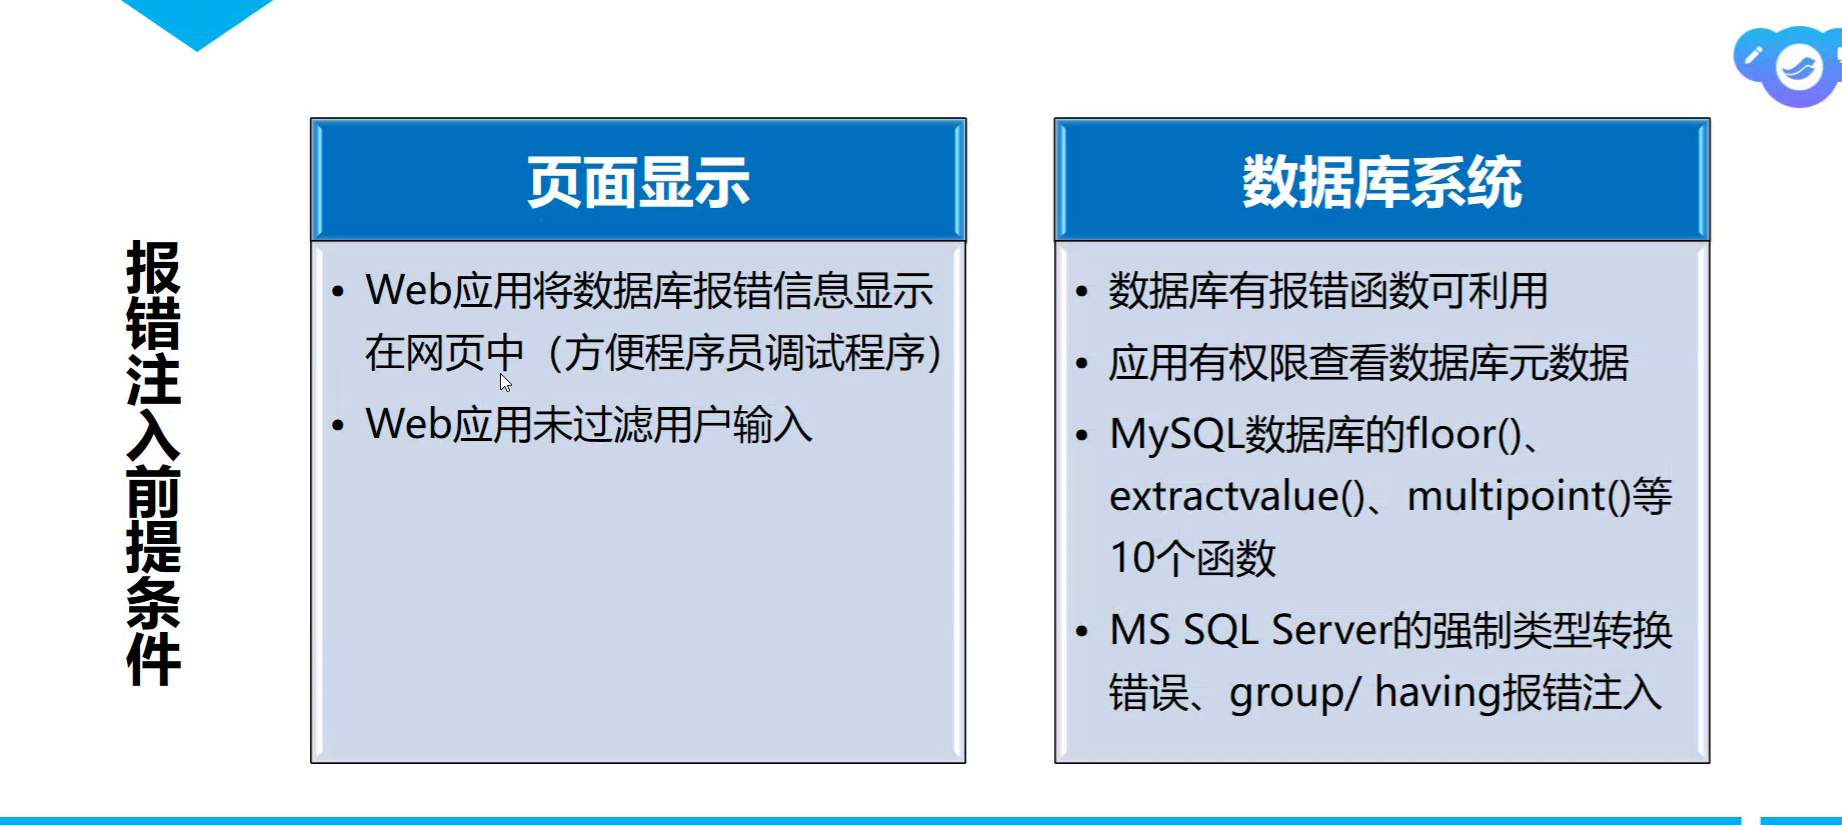 报错注入前提条件
页面显示
• Web应用将数据库报错信息显示
在网页中（方便程序员调试程序）
• Web应用未过滤用户输入
数据库系统
• 数据库有报错函数可利用
• 应用有权限查看数据库元数据
• MySQL数据库的floor()、
extractvalue()、multipoint()等
10个函数
• MS SQL Server的强制类型转换
错误、group/ having报错注入